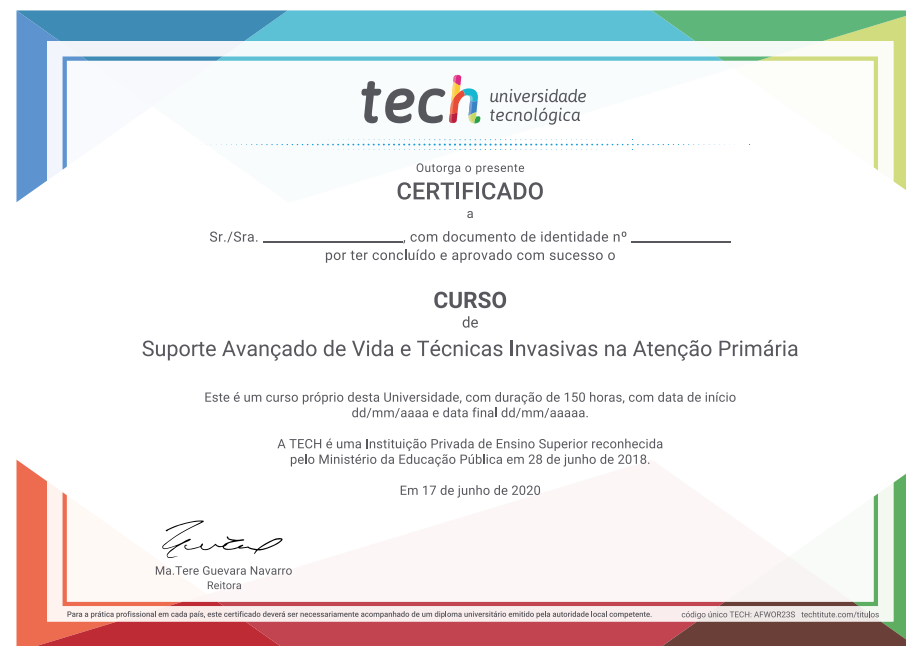 tech universidade
tecnológica
Outorga o presente
CERTIFICADO
a
Sr./Sra. ____________, com documento de identidade nº ____________
por ter concluído e aprovado com sucesso o
CURSO
de
Suporte Avançado de Vida e Técnicas Invasivas na Atenção Primária
Este é um curso próprio desta Universidade, com duração de 150 horas, com data de início
dd/mm/aaaa e data final dd/mm/aaaaa.
A TECH é uma Instituição Privada de Ensino Superior reconhecida
pelo Ministério da Educação Pública em 28 de junho de 2018.
Em 17 de junho de 2020
Ma.Tere Guevara Navarro
Reitora
Para a prática profissional em cada país, este certificado deverá ser necessariamente acompanhado de um diploma universitário emitido pela autoridade local competente. código único TECH: AFWOR23S techtitute.com/titulos